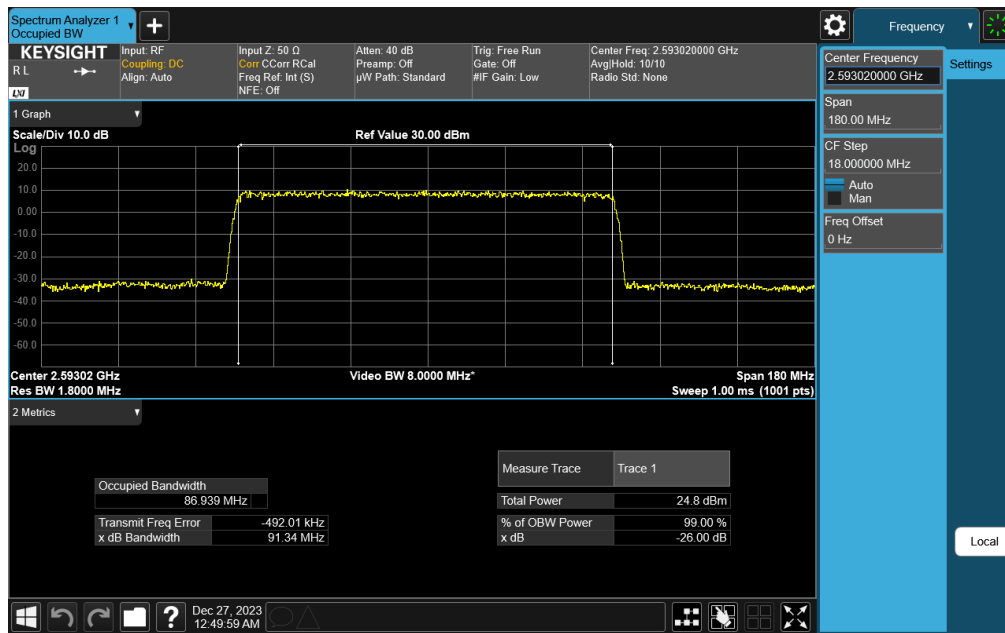 Spectrum Analyzer 1
Occupied BW
Frequency
KEYSIGHT
R L
LXI
Input: RF
Coupling: DC
Align: Auto
Input Z: 50 Ω
Corr CCorr RCal
Freq Ref: Int (S)
NFE: Off
Atten: 40 dB
Preamp: Off
µW Path: Standard
Trig: Free Run
Gate: Off
#IF Gain: Low
Center Freq: 2.593020000 GHz
Avg|Hold: 10/10
Radio Std: None
Center Frequency
2.593020000 GHz
Settings
Span
180.00 MHz
CF Step
18.000000 MHz
Auto
Man
Freq Offset
0 Hz
1 Graph
Scale/Div 10.0 dB
Ref Value 30.00 dBm
Log
20.0
10.0
0.00
-10.0
-20.0
-30.0
-40.0
-50.0
-60.0
Center 2.59302 GHz
Video BW 8.0000 MHz*
Span 180 MHz
Res BW 1.8000 MHz
Sweep 1.00 ms (1001 pts)
2 Metrics
Occupied Bandwidth
86.939 MHz
Transmit Freq Error -492.01 kHz
x dB Bandwidth 91.34 MHz
Measure Trace Trace 1
Total Power 24.8 dBm
% of OBW Power 99.00 %
x dB -26.00 dB
Local
?
Dec 27, 2023
12:49:59 AM